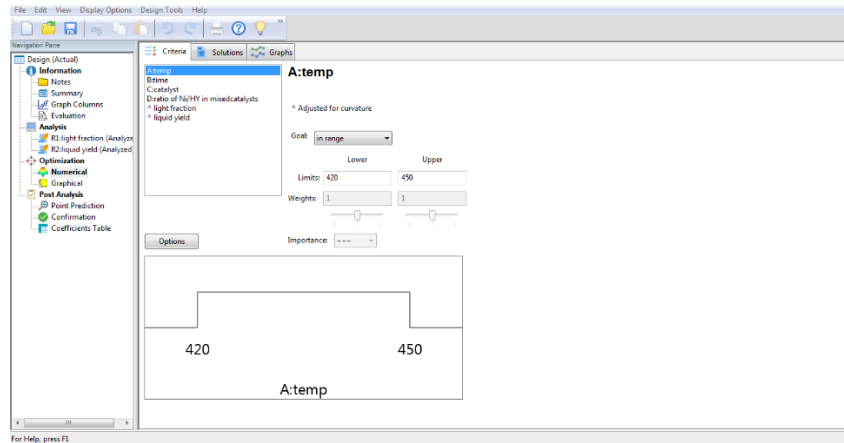 File Edit View Display Options Design Tools Help
Navigation Pane
Design (Actual)
Information
Notes
Summary
Graph Columns
Evaluation
Analysis
R1:light fraction (Analyze
R2:liquid yield (Analyzed)
Optimization
Numerical
Graphical
Post Analysis
Point Prediction
Confirmation
Coefficients Table
Criteria Solutions Graphs
A:temp
B:time
C:catalyst
D:ratio of Ni/HY in mixedcatalysts
^ light fraction
^ liquid yield
Options
A:temp
^ Adjusted for curvature
Goal: in range
Lower Upper
Limits: 420 450
Weights: 1 1
Importance: +++
420 450
A:temp
For Help, press F1